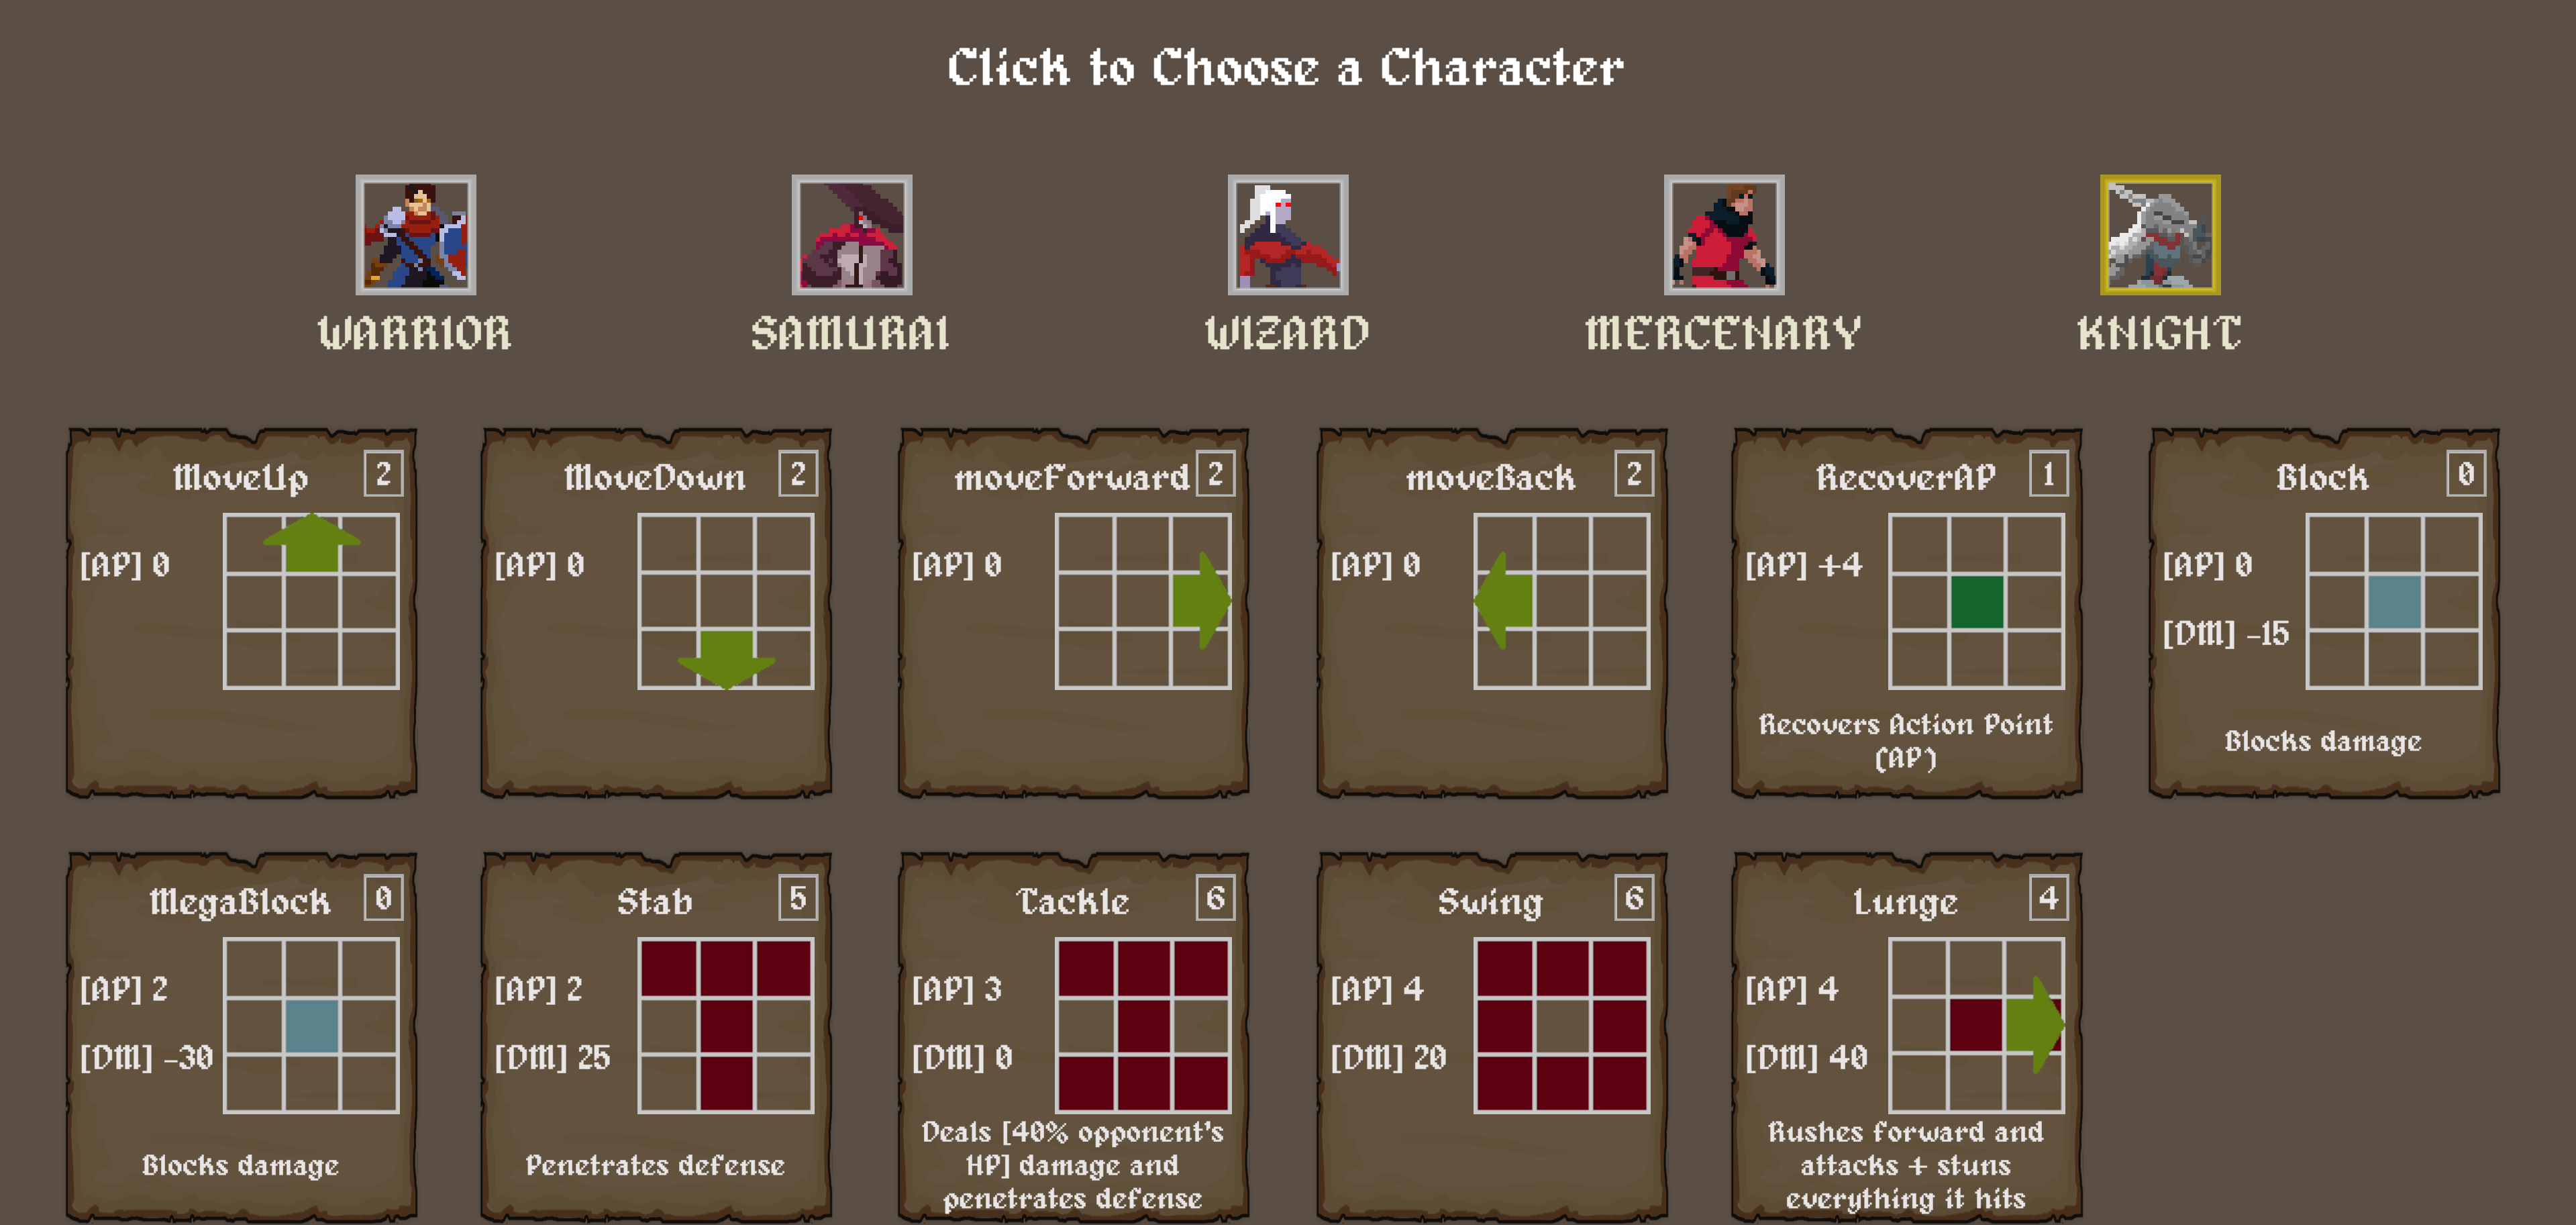 Click to Choose a Character
WARRIOR
SAMURAI
WIZARD
MERCENARY
KNIGHT
MoveUp 2
[AP] 0
MoveDown 2
[AP] 0
moveForward 2
[AP] 0
moveBack 2
[AP] 0
RecoverAP 1
[AP] +4
Recovers Action Point
(AP)
Block 0
[AP] 0
[DM] -15
Blocks damage
MegaBlock 0
[AP] 2
[DM] -30
Blocks damage
Stab 5
[AP] 2
[DM] 25
Penetrates defense
Tackle 6
[AP] 3
[DM] 0
Deals [40% opponent's
HP] damage and
penetrates defense
Swing 6
[AP] 4
[DM] 20
Lunge 4
[AP] 4
[DM] 40
Rushes forward and
attacks + stuns
everything it hits